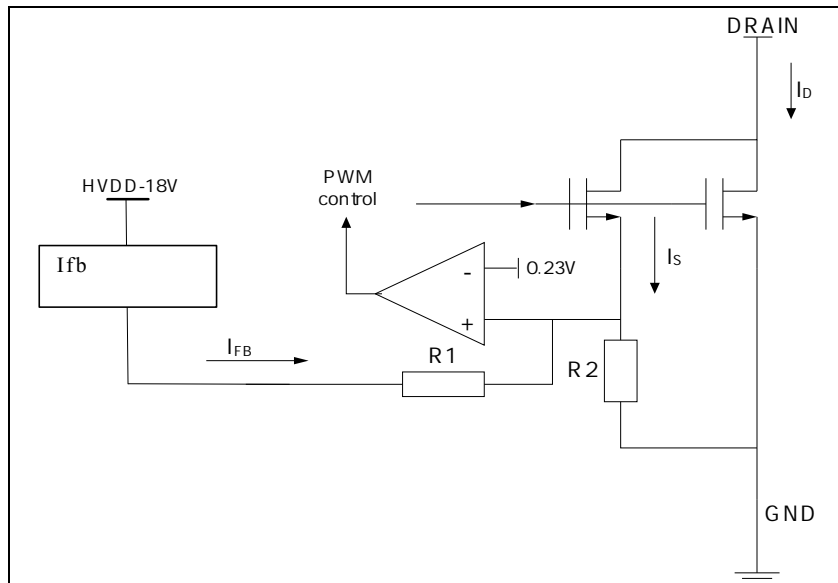 DRAIN
ID
PWM
control
HVDD-18V
Ifb
IS
-
0.23V
+
IFB
R1
R2
GND